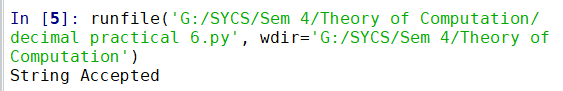 In [5]: runfile('G:/SYCS/Sem 4/Theory of Computation/
decimal practical 6.py', wdir='G:/SYCS/Sem 4/Theory of
Computation')
String Accepted